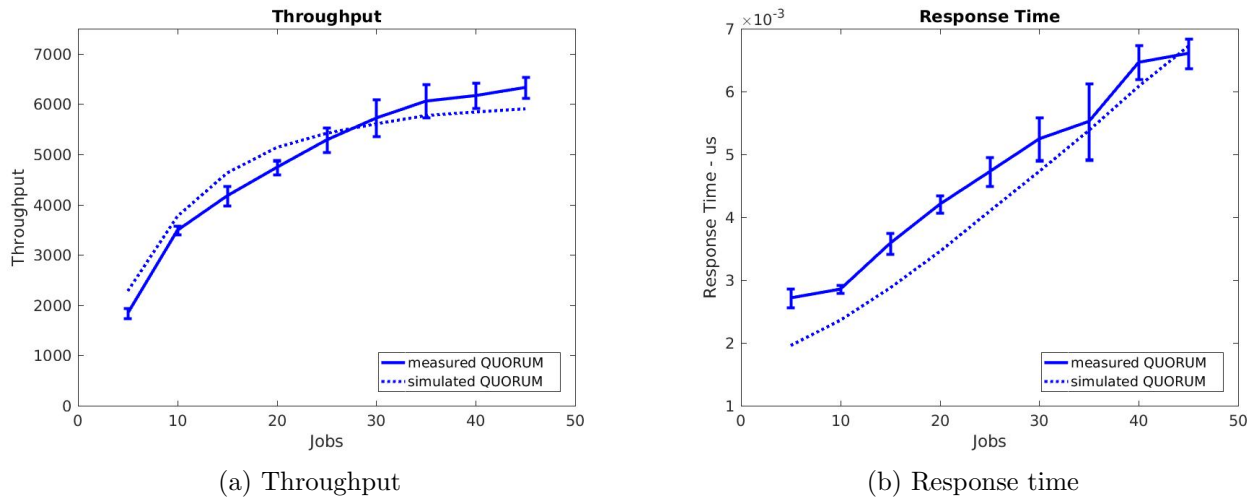 Throughput
7000
6000
5000
4000
3000
2000
1000
0
Throughput
measured QUORUM
simulated QUORUM
0 10 20 30 40 50
Jobs
(a) Throughput
Response Time
×10⁻³
7
6
5
4
3
2
1
Response Time - us
measured QUORUM
simulated QUORUM
0 10 20 30 40 50
Jobs
(b) Response time